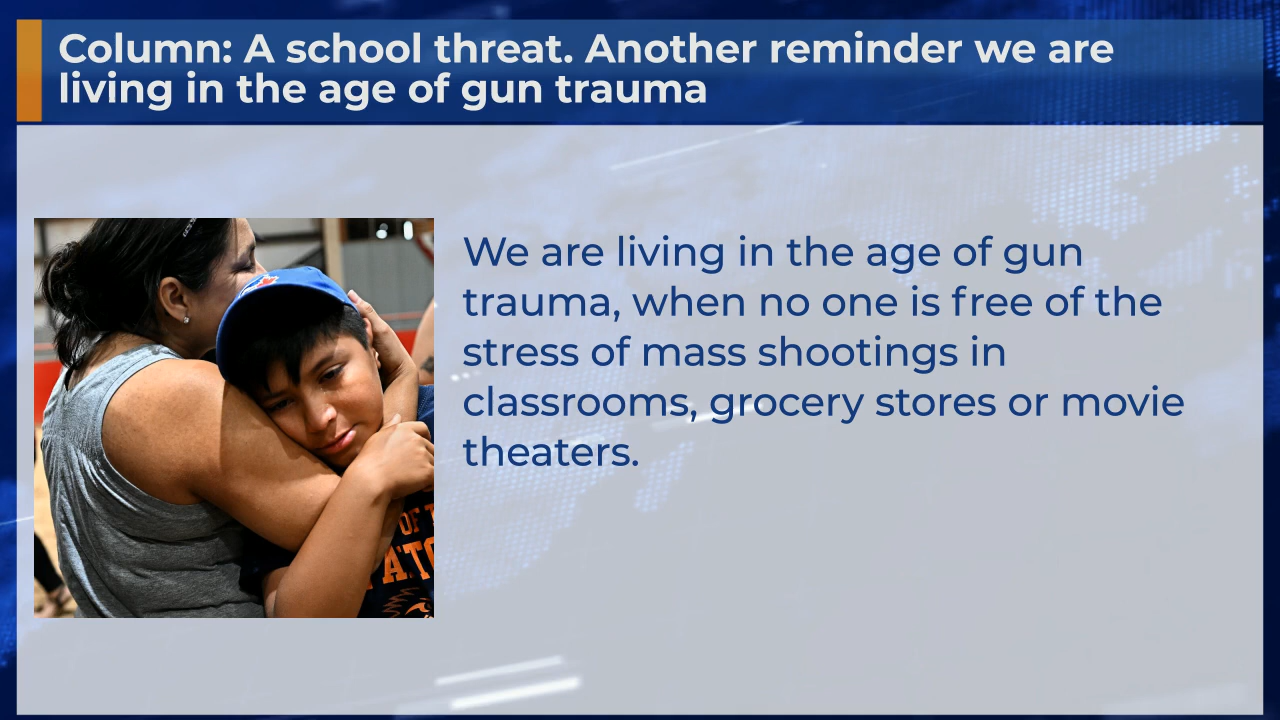 Column: A school threat. Another reminder we are
living in the age of gun trauma
We are living in the age of gun
trauma, when no one is free of the
stress of mass shootings in
classrooms, grocery stores or movie
theaters.
OF